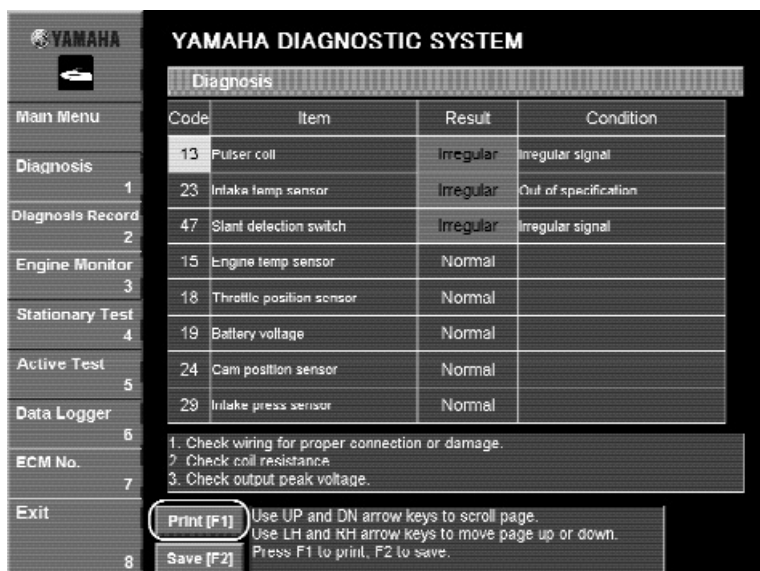 YAMAHA
YAMAHA DIAGNOSTIC SYSTEM
Diagnosis
Main Menu
Diagnosis
1
Diagnosis Record
2
Engine Monitor
3
Stationary Test
4
Active Test
5
Data Logger
6
ECM No.
7
Exit
8
Code Item Result Condition
13 Pulser coil Irregular Irregular signal
23 Intake temp sensor Irregular Out of specification
47 Slant detection switch Irregular Irregular signal
15 Engine temp sensor Normal
18 Throttle position sensor Normal
19 Battery voltage Normal
24 Cam position sensor Normal
29 Intake press sensor Normal
1. Check wiring for proper connection or damage.
2. Check coil resistance
3. Check output peak voltage.
Print [F1]
Save [F2]
Use UP and DN arrow keys to scroll page.
Use LH and RH arrow keys to move page up or down.
Press F1 to print, F2 to save.